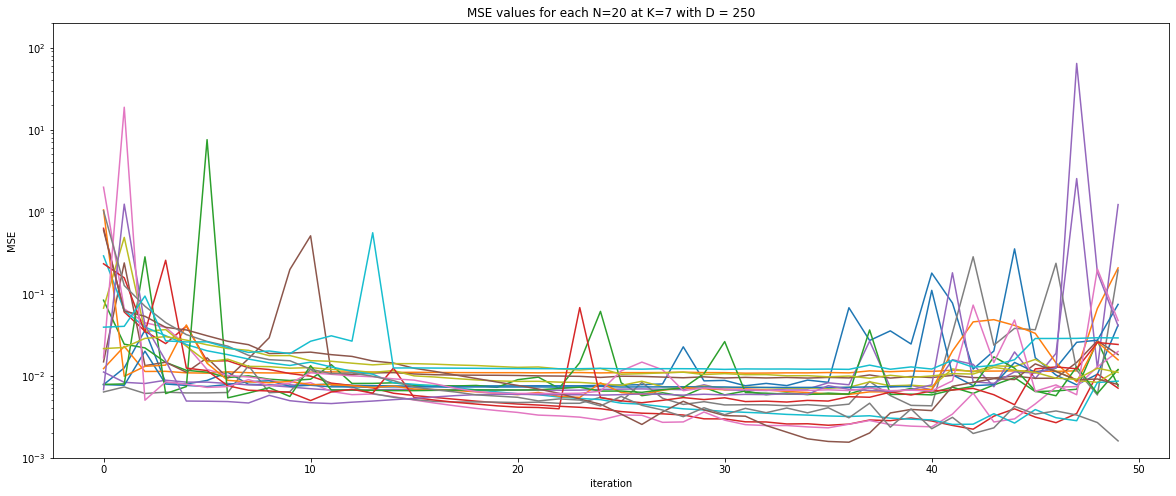 MSE values for each N=20 at K=7 with D = 250
10²
10¹
10⁰
10⁻¹
10⁻²
10⁻³
MSE
0 10 20 30 40 50
iteration